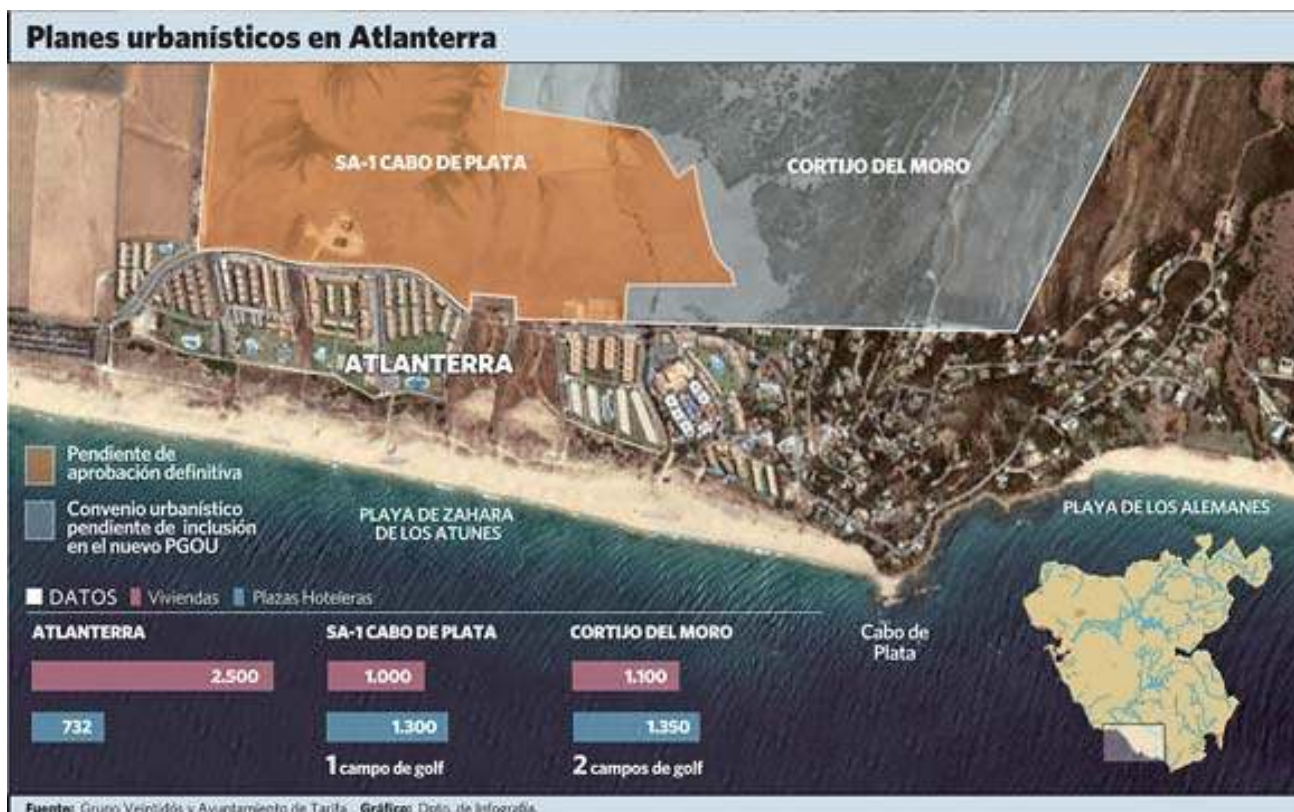 Planes urbanísticos en Atlanterra
SA-1 CABO DE PLATA
CORTIJO DEL MORO
ATLANTERRA
Pendiente de
aprobación definitiva
Convenio urbanístico
pendiente de inclusión
en el nuevo PGOU
PLAYA DE ZAHARA
DE LOS ATUNES
PLAYA DE LOS ALEMANES
Cabo de
Plata
DATOS Viviendas Plazas Hoteleras
ATLANTERRA
2.500
732
SA-1 CABO DE PLATA
1.000
1.300
1 campo de golf
CORTIJO DEL MORO
1.100
1.350
2 campos de golf
Fuente: Grupo Veintidós y Ayuntamiento de Tarifa. Gráfico: Dpto. de Infografía.